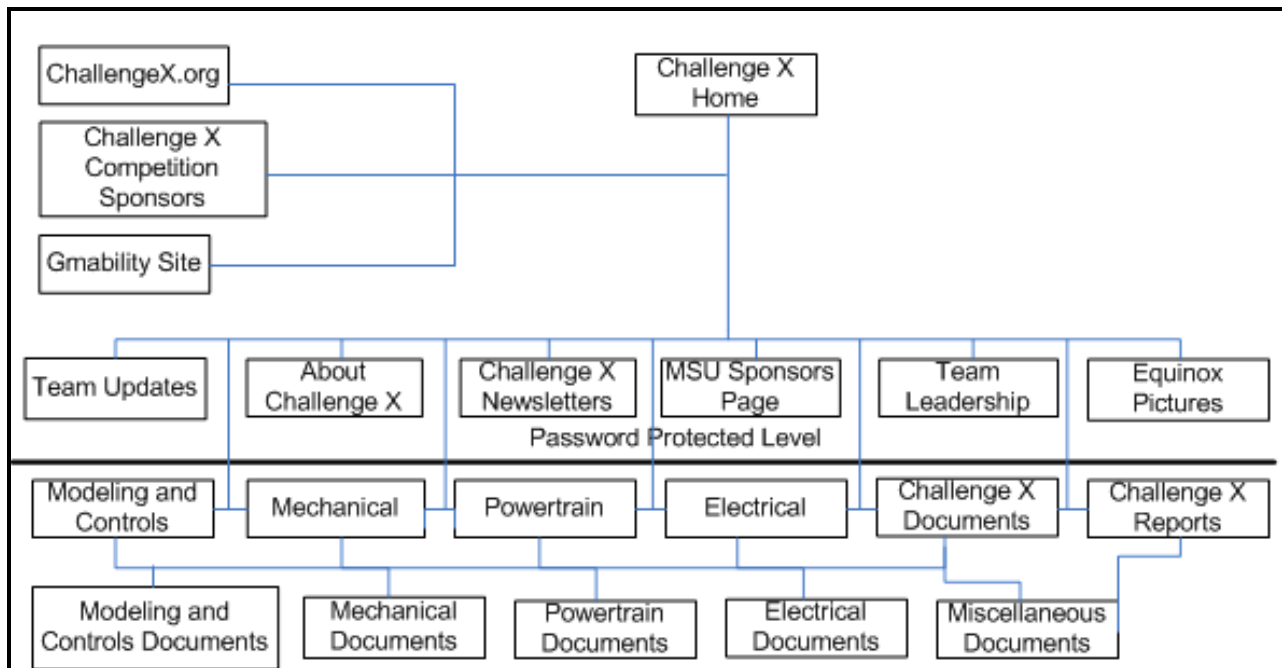 ChallengeX.org
Challenge X
Home
Challenge X
Competition
Sponsors
Gmability Site
Team Updates
About
Challenge X
Challenge X
Newsletters
MSU Sponsors
Page
Team
Leadership
Equinox
Pictures
Password Protected Level
Modeling and
Controls
Mechanical
Powertrain
Electrical
Challenge X
Documents
Challenge X
Reports
Modeling and
Controls Documents
Mechanical
Documents
Powertrain
Documents
Electrical
Documents
Miscellaneous
Documents